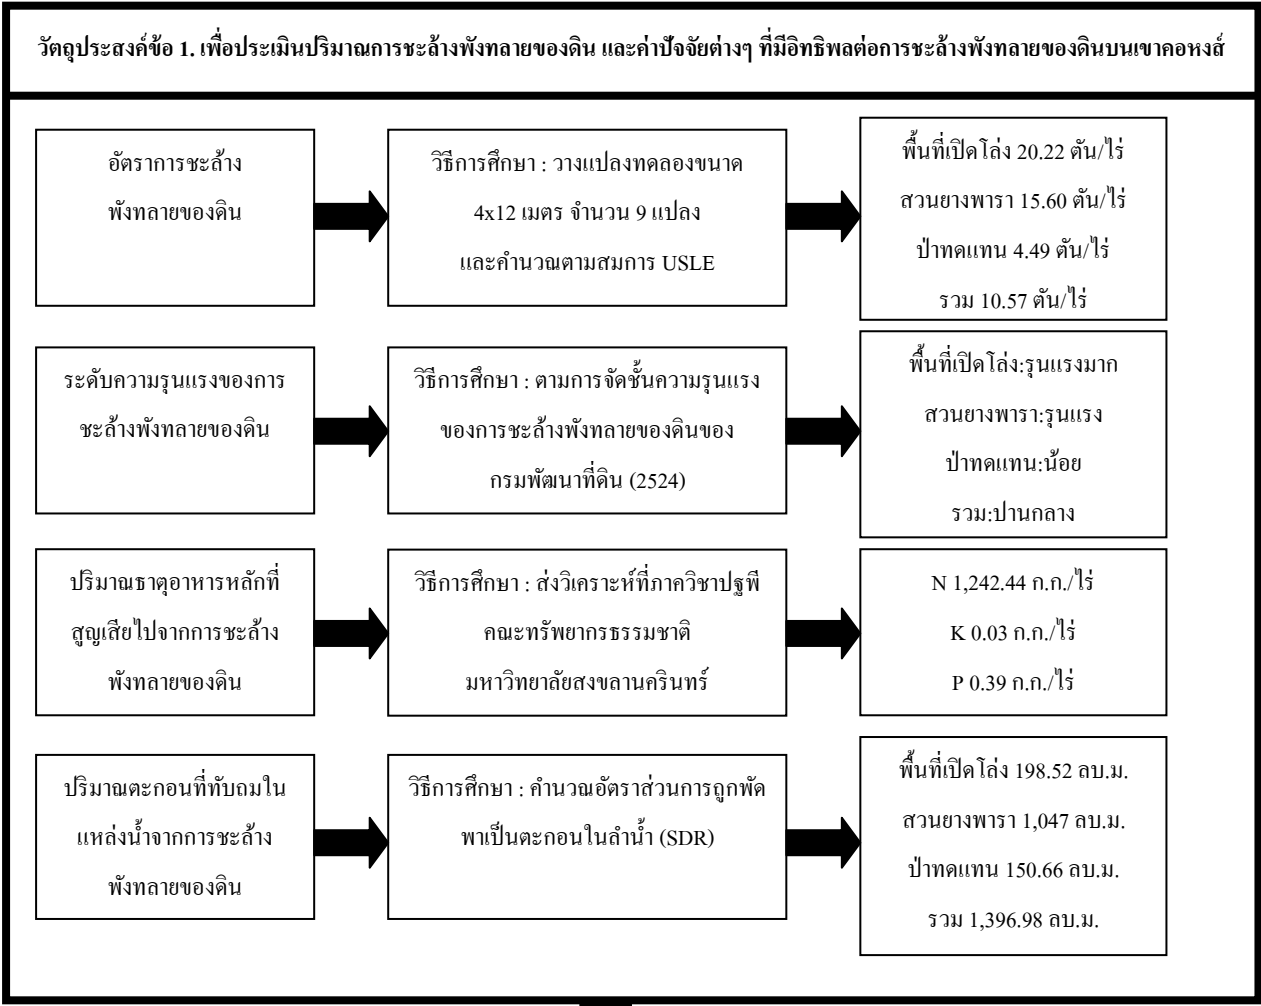 วัตถุประสงค์ข้อ 1. เพื่อประเมินปริมาณการชะล้างพังทลายของดิน และค่าปัจจัยต่างๆ ที่มีอิทธิพลต่อการชะล้างพังทลายของดินบนเขาคอหงส์
อัตราการชะล้าง
พังทลายของดิน
วิธีการศึกษา : วางแปลงทดลองขนาด
4x12 เมตร จำนวน 9 แปลง
และคำนวณตามสมการ USLE
พื้นที่เปิดโล่ง 20.22 ตัน/ไร่
สวนยางพารา 15.60 ตัน/ไร่
ป่าทดแทน 4.49 ตัน/ไร่
รวม 10.57 ตัน/ไร่
ระดับความรุนแรงของการ
ชะล้างพังทลายของดิน
วิธีการศึกษา : ตามการจัดชั้นความรุนแรง
ของการชะล้างพังทลายของดินของ
กรมพัฒนาที่ดิน (2524)
พื้นที่เปิดโล่ง:รุนแรงมาก
สวนยางพารา:รุนแรง
ป่าทดแทน:น้อย
รวม:ปานกลาง
ปริมาณธาตุอาหารหลักที่
สูญเสียไปจากการชะล้าง
พังทลายของดิน
วิธีการศึกษา : ส่งวิเคราะห์ที่ภาควิชาปฐพี
คณะทรัพยากรธรรมชาติ
มหาวิทยาลัยสงขลานครินทร์
N 1,242.44 ก.ก./ไร่
K 0.03 ก.ก./ไร่
P 0.39 ก.ก./ไร่
ปริมาณตะกอนที่ทับถมใน
แหล่งน้ำจากการชะล้าง
พังทลายของดิน
วิธีการศึกษา : คำนวณอัตราส่วนการถูกพัด
พาเป็นตะกอนในลำน้ำ (SDR)
พื้นที่เปิดโล่ง 198.52 ลบ.ม.
สวนยางพารา 1,047 ลบ.ม.
ป่าทดแทน 150.66 ลบ.ม.
รวม 1,396.98 ลบ.ม.